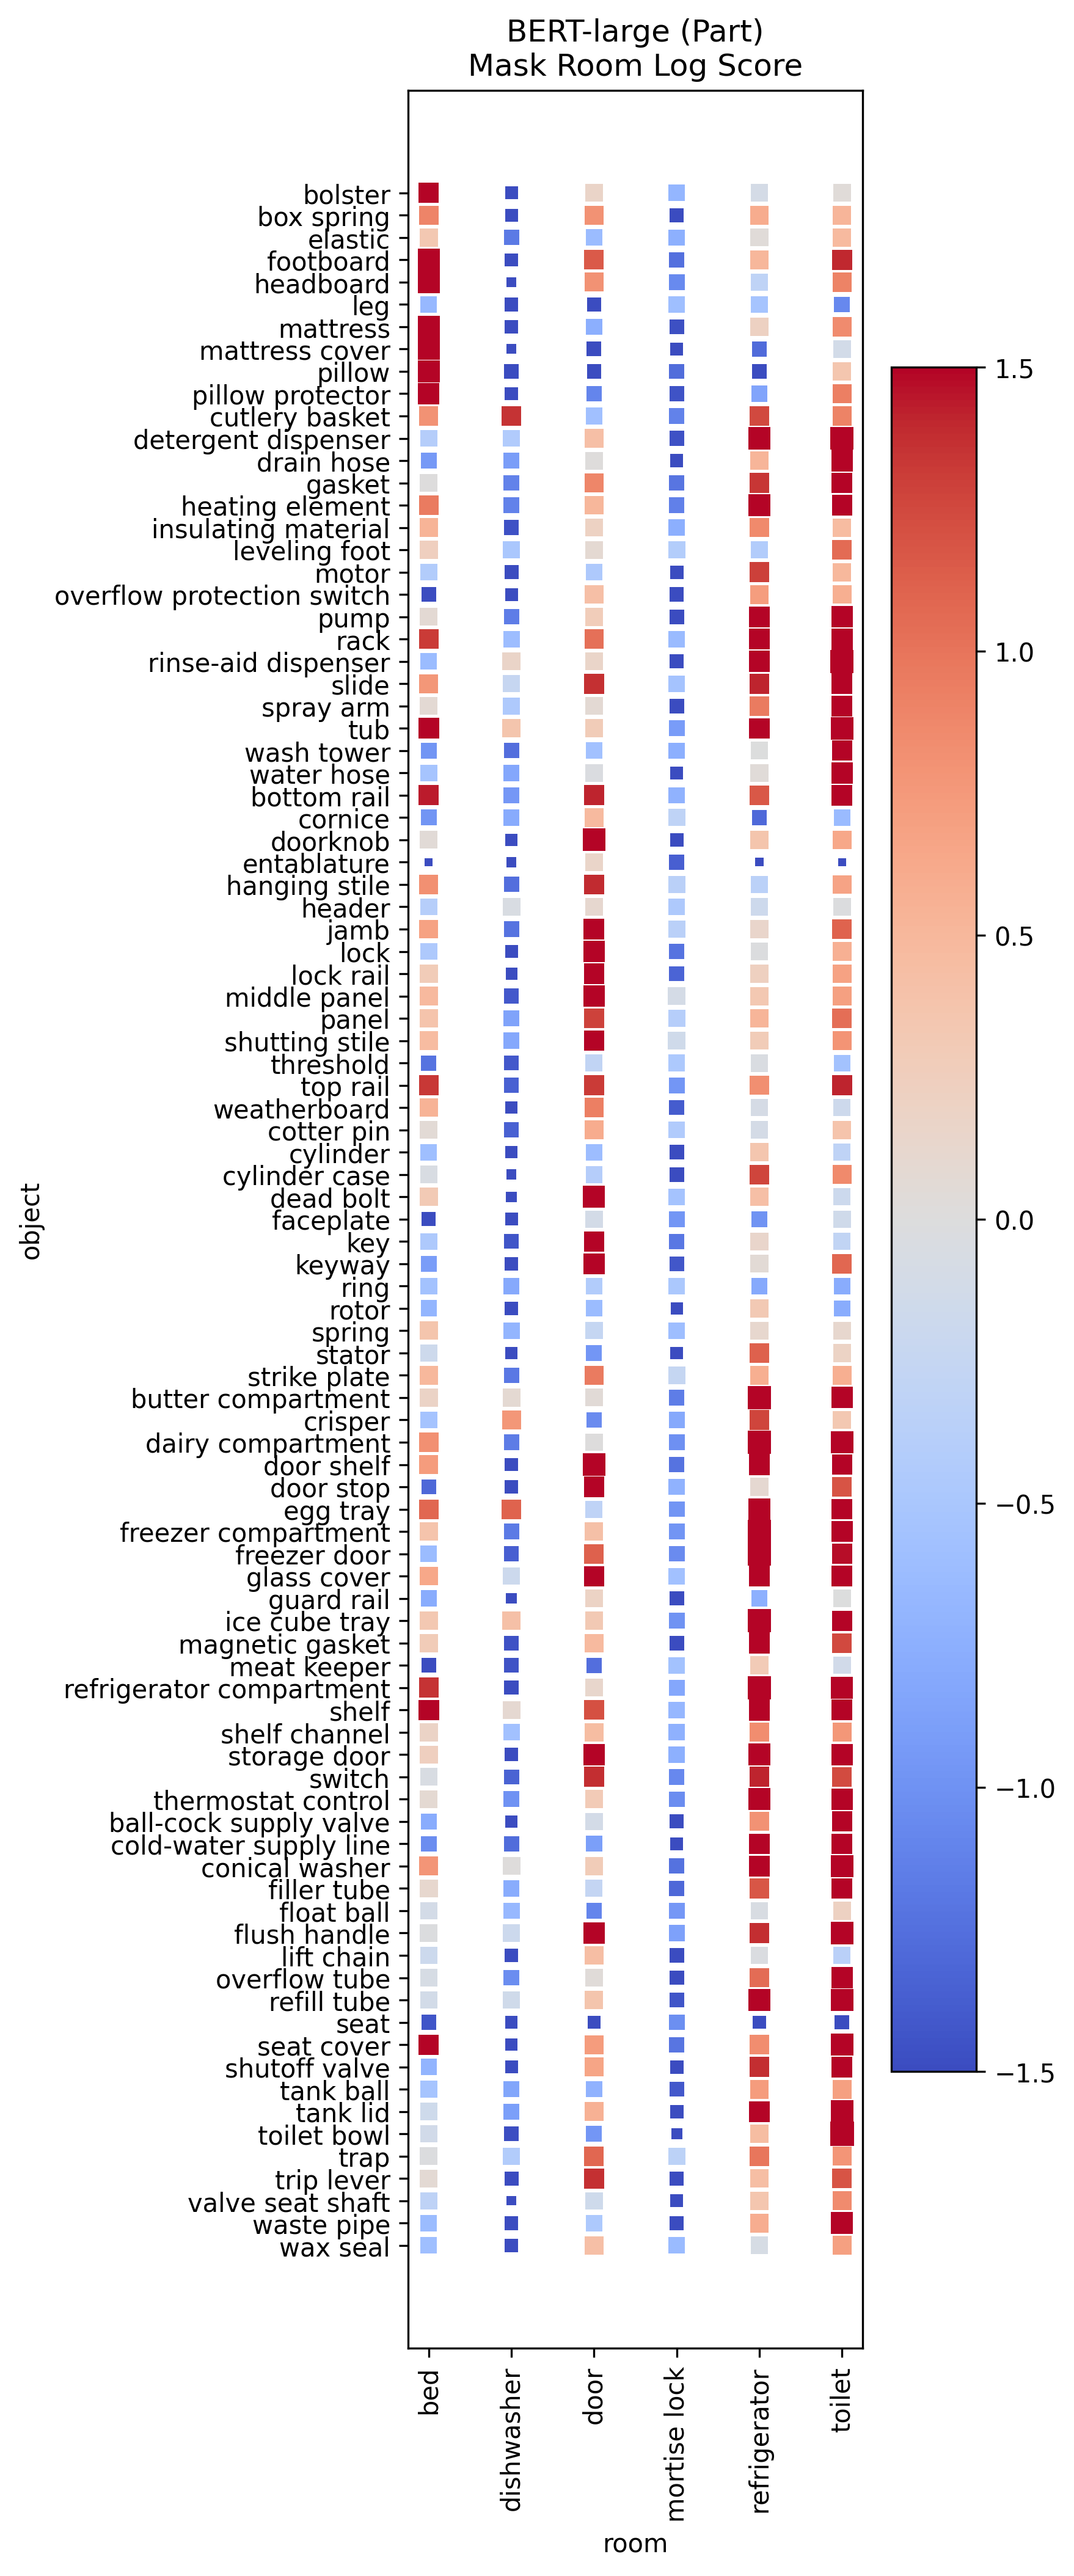 BERT-large (Part)
Mask Room Log Score
bolster
box spring
elastic
footboard
headboard
leg
mattress
mattress cover
pillow
pillow protector
cutlery basket
detergent dispenser
drain hose
gasket
heating element
insulating material
leveling foot
motor
overflow protection switch
pump
rack
rinse-aid dispenser
slide
spray arm
tub
wash tower
water hose
bottom rail
cornice
doorknob
entablature
hanging stile
header
jamb
lock
lock rail
middle panel
panel
shutting stile
threshold
top rail
weatherboard
cotter pin
cylinder
cylinder case
dead bolt
faceplate
key
keyway
ring
rotor
spring
stator
strike plate
butter compartment
crisper
dairy compartment
door shelf
door stop
egg tray
freezer compartment
freezer door
glass cover
guard rail
ice cube tray
magnetic gasket
meat keeper
refrigerator compartment
shelf
shelf channel
storage door
switch
thermostat control
ball-cock supply valve
cold-water supply line
conical washer
filler tube
float ball
flush handle
lift chain
overflow tube
refill tube
seat
seat cover
shutoff valve
tank ball
tank lid
toilet bowl
trap
trip lever
valve seat shaft
waste pipe
wax seal
object
bed
dishwasher
door
mortise lock
refrigerator
toilet
room
1.5
1.0
0.5
0.0
−0.5
−1.0
−1.5